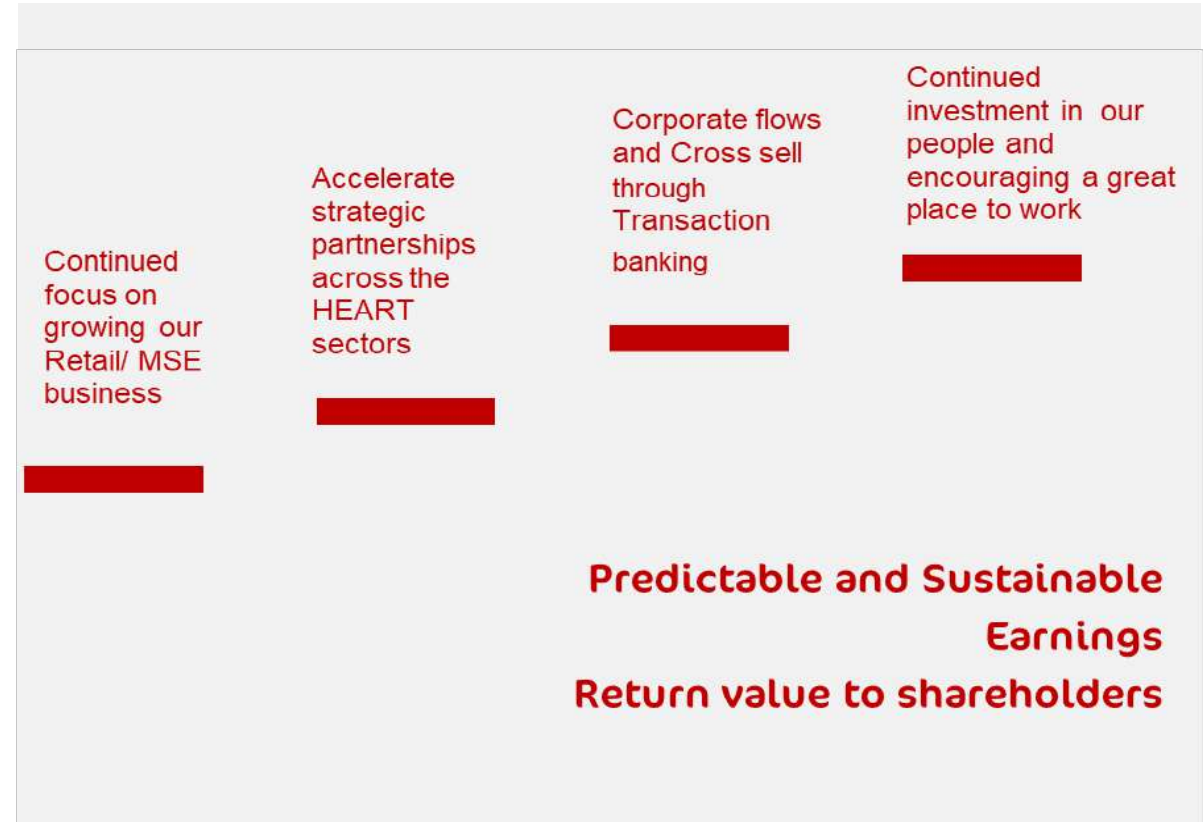 Continued
focus on
growing our
Retail/ MSE
business
Accelerate
strategic
partnerships
across the
HEART
sectors
Corporate flows
and Cross sell
through
Transaction
banking
Continued
investment in our
people and
encouraging a great
place to work
Predictable and Sustainable
Earnings
Return value to shareholders